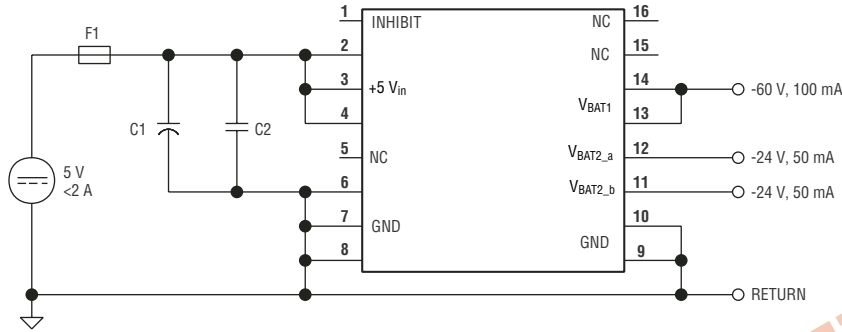 1
INHIBIT
NC
16
F1
2
NC
15
3
+5 Vin
14
-60 V, 100 mA
4
VBAT1
13
C1
C2
5
NC
VBAT2_a
12
-24 V, 50 mA
5 V
<2 A
6
VBAT2_b
11
-24 V, 50 mA
7
GND
10
8
GND
9
RETURN